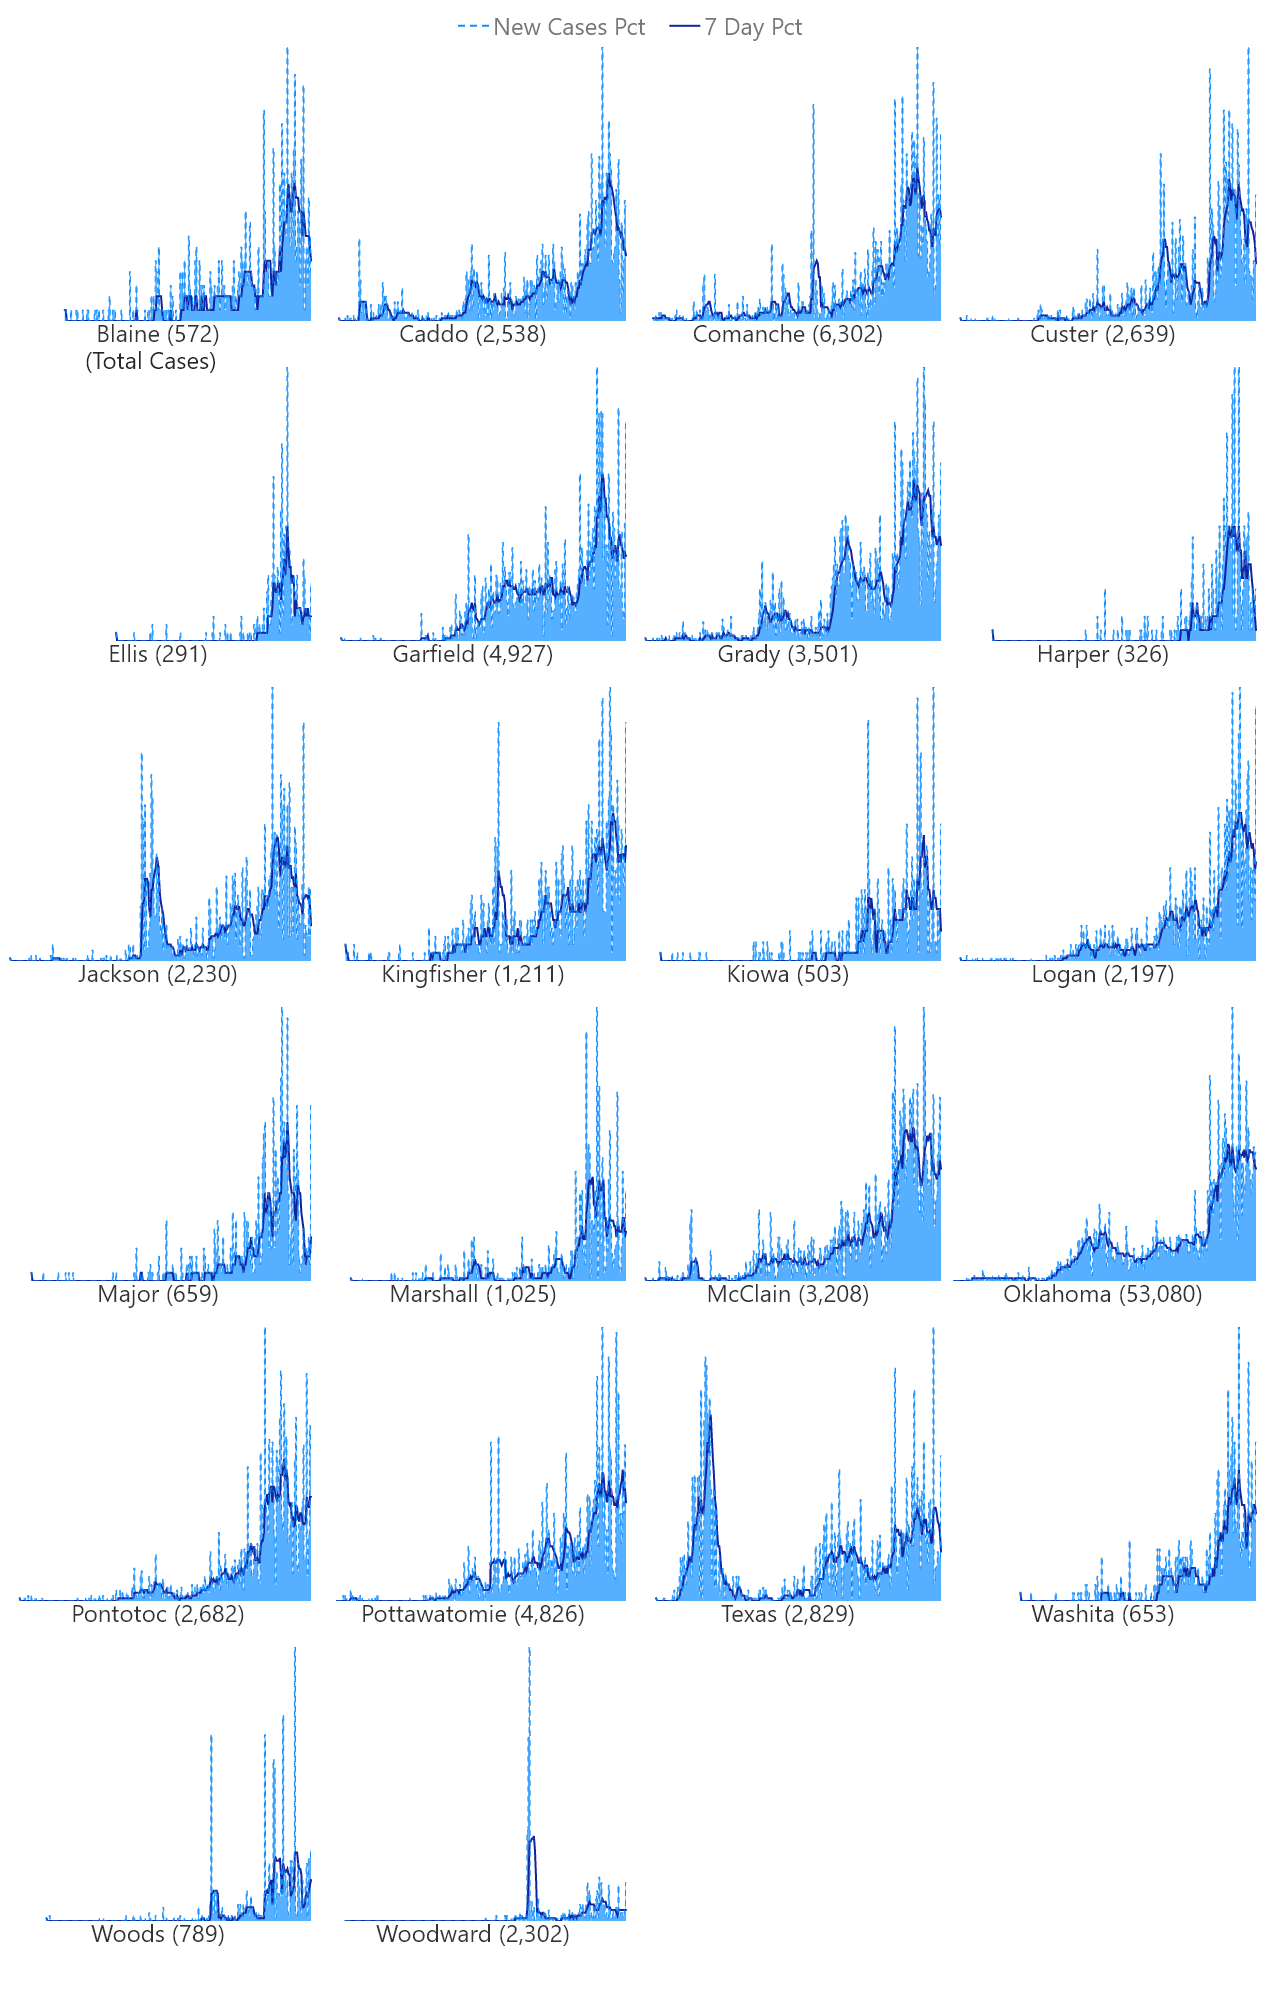 New Cases Pct 7 Day Pct
Blaine (572) Caddo (2,538) Comanche (6,302) Custer (2,639)
(Total Cases)
Ellis (291) Garfield (4,927) Grady (3,501) Harper (326)
Jackson (2,230) Kingfisher (1,211) Kiowa (503) Logan (2,197)
Major (659) Marshall (1,025) McClain (3,208) Oklahoma (53,080)
Pontotoc (2,682) Pottawatomie (4,826) Texas (2,829) Washita (653)
Woods (789) Woodward (2,302)